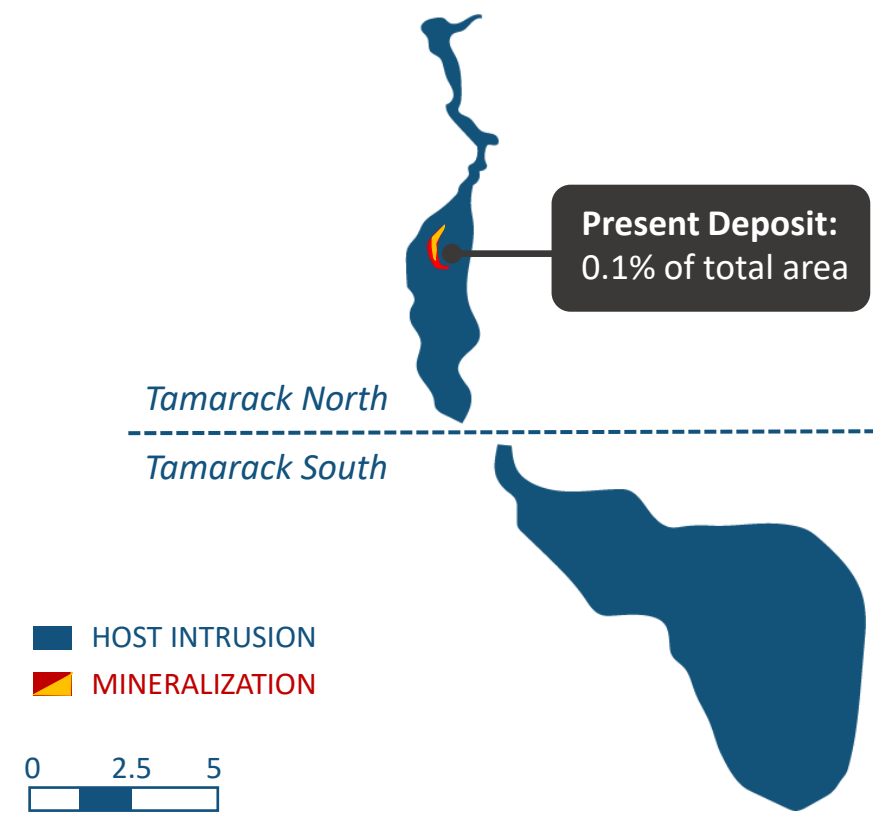 Present Deposit:
0.1% of total area
Tamarack North
Tamarack South
HOST INTRUSION
MINERALIZATION
0 2.5 5